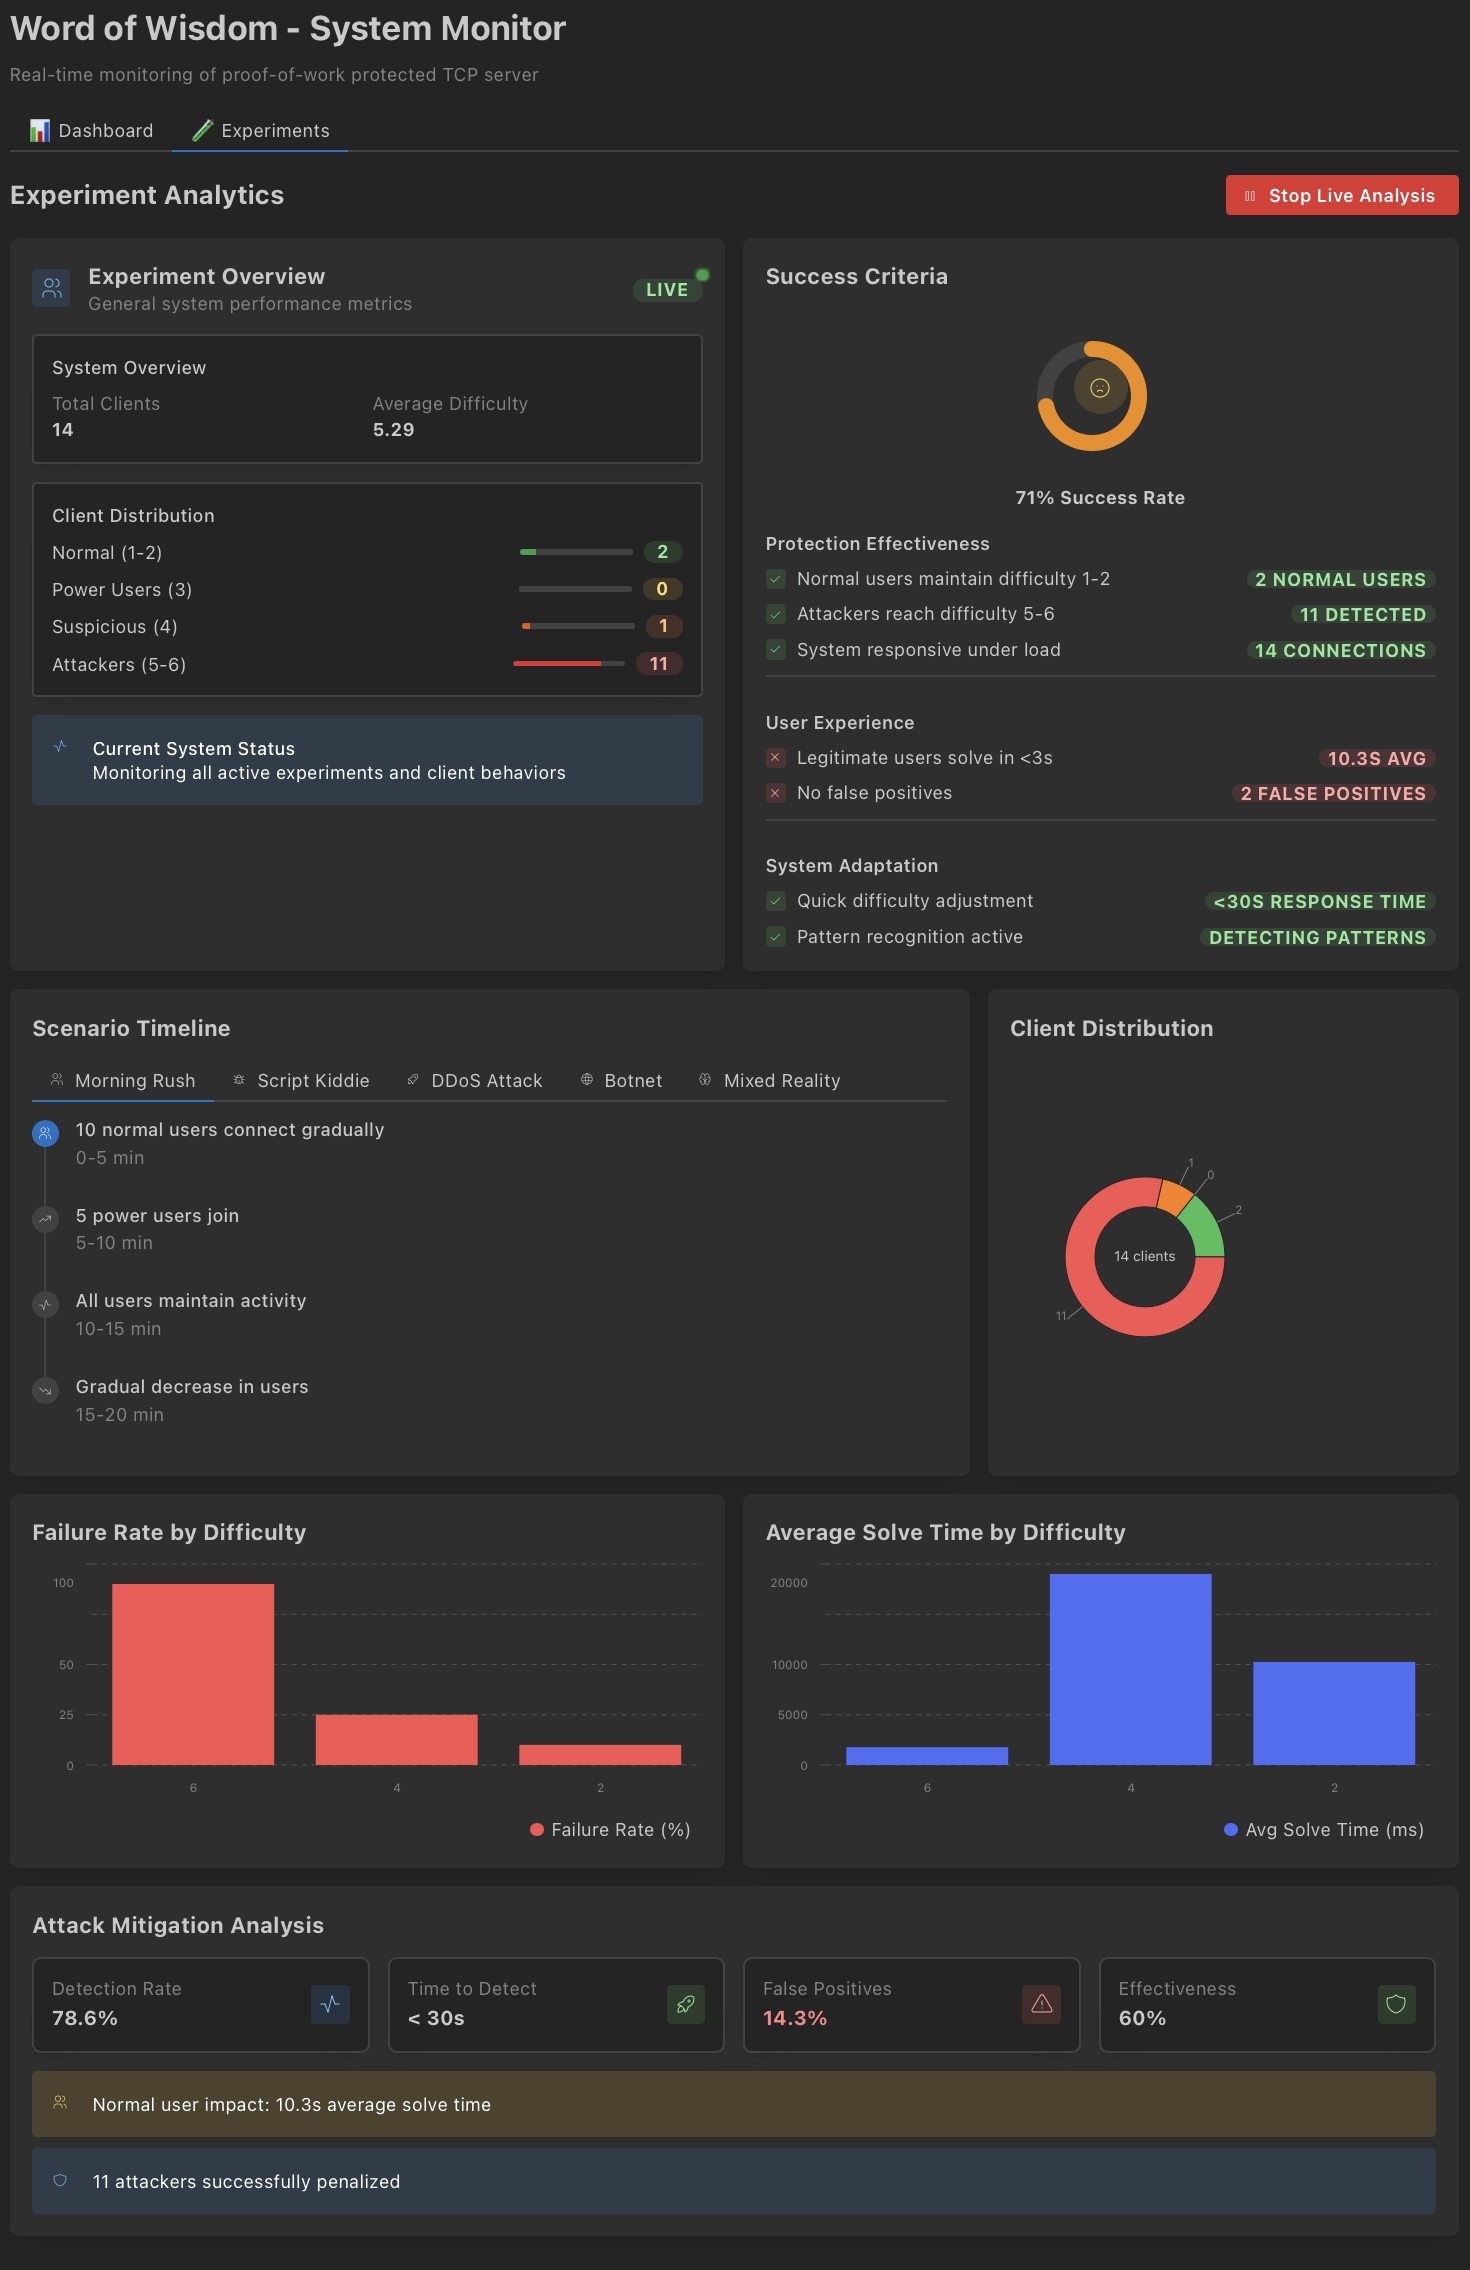 Word of Wisdom - System Monitor
Real-time monitoring of proof-of-work protected TCP server
Dashboard
Experiments
Experiment Analytics
Stop Live Analysis
Experiment Overview
General system performance metrics
LIVE
System Overview
Total Clients
14
Average Difficulty
5.29
Client Distribution
Normal (1-2)
2
Power Users (3)
0
Suspicious (4)
1
Attackers (5-6)
11
Current System Status
Monitoring all active experiments and client behaviors
Success Criteria
71% Success Rate
Protection Effectiveness
Normal users maintain difficulty 1-2
2 NORMAL USERS
Attackers reach difficulty 5-6
11 DETECTED
System responsive under load
14 CONNECTIONS
User Experience
Legitimate users solve in <3s
10.3S AVG
No false positives
2 FALSE POSITIVES
System Adaptation
Quick difficulty adjustment
<30S RESPONSE TIME
Pattern recognition active
DETECTING PATTERNS
Scenario Timeline
Morning Rush
Script Kiddie
DDoS Attack
Botnet
Mixed Reality
10 normal users connect gradually
0-5 min
5 power users join
5-10 min
All users maintain activity
10-15 min
Gradual decrease in users
15-20 min
Client Distribution
1
0
2
14 clients
11
Failure Rate by Difficulty
100
50
25
0
6
4
2
Failure Rate (%)
Average Solve Time by Difficulty
20000
10000
5000
0
6
4
2
Avg Solve Time (ms)
Attack Mitigation Analysis
Detection Rate
78.6%
Time to Detect
< 30s
False Positives
14.3%
Effectiveness
60%
Normal user impact: 10.3s average solve time
11 attackers successfully penalized